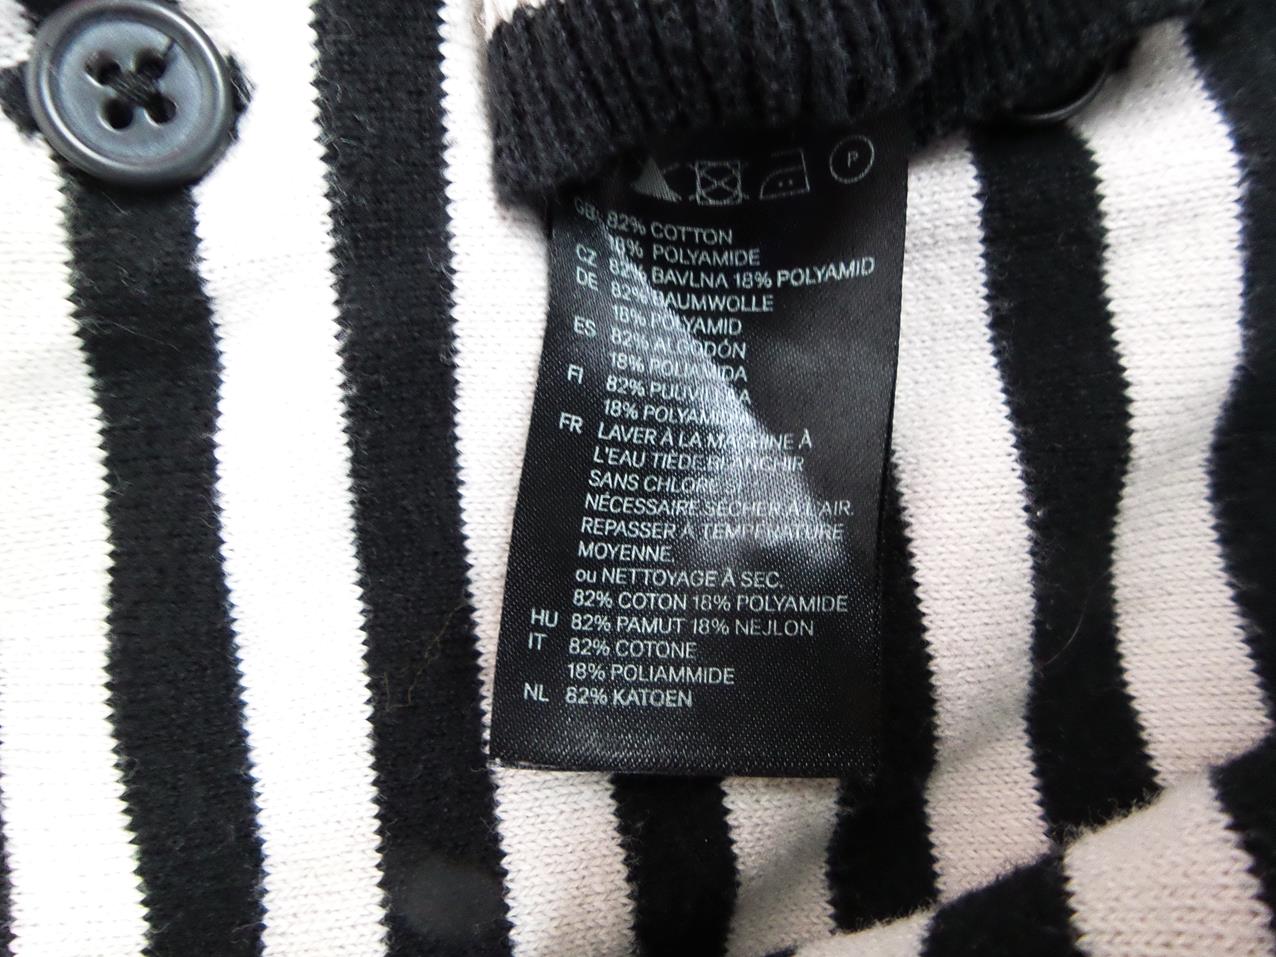 P
GB 82% COTTON
18% POLYAMIDE
CZ 82% BAVLNA 18% POLYAMID
DE 82% BAUMWOLLE
18% POLYAMID
ES 82% ALGODÓN
18% POLIAMIDA
FI 82% PUUVILLA
18% POLYAMIDI
FR LAVER À LA MACHINE À
L'EAU TIÈDE BLANCHIR
SANS CHLORE
NÉCESSAIRE SÉCHER À L'AIR
REPASSER À TEMPÉRATURE
MOYENNE
ou NETTOYAGE À SEC.
82% COTON 18% POLYAMIDE
HU 82% PAMUT 18% NEJLON
IT 82% COTONE
18% POLIAMMIDE
NL 82% KATOEN